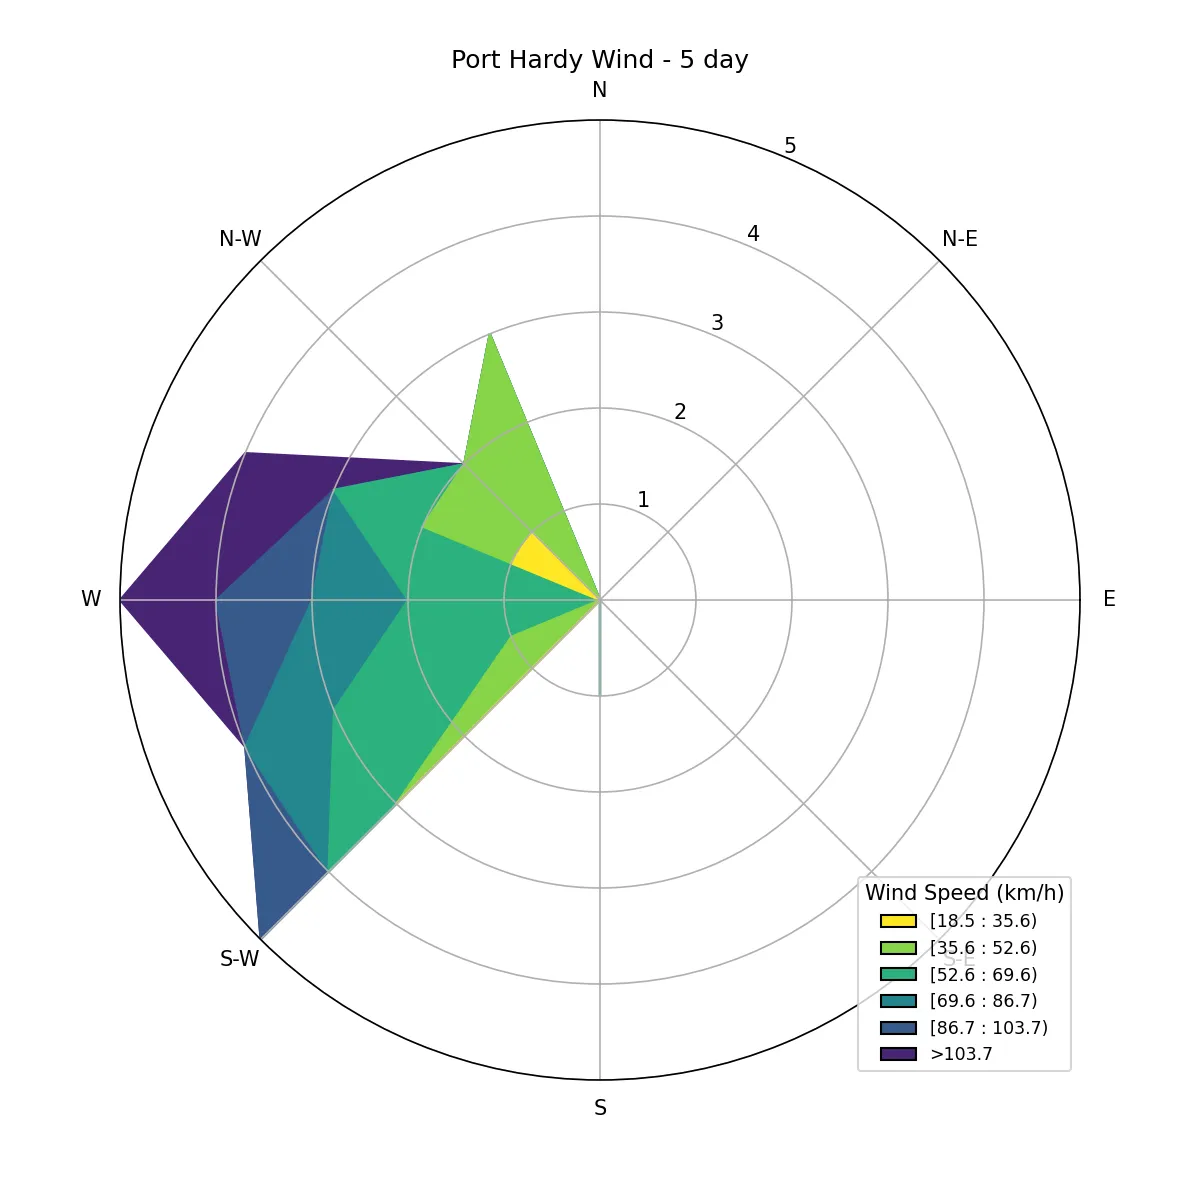 Port Hardy Wind - 5 day
N
5
N-W
4
N-E
3
2
1
W
E
S-W
S-E
S
Wind Speed (km/h)
[18.5 : 35.6)
[35.6 : 52.6)
[52.6 : 69.6)
[69.6 : 86.7)
[86.7 : 103.7)
>103.7